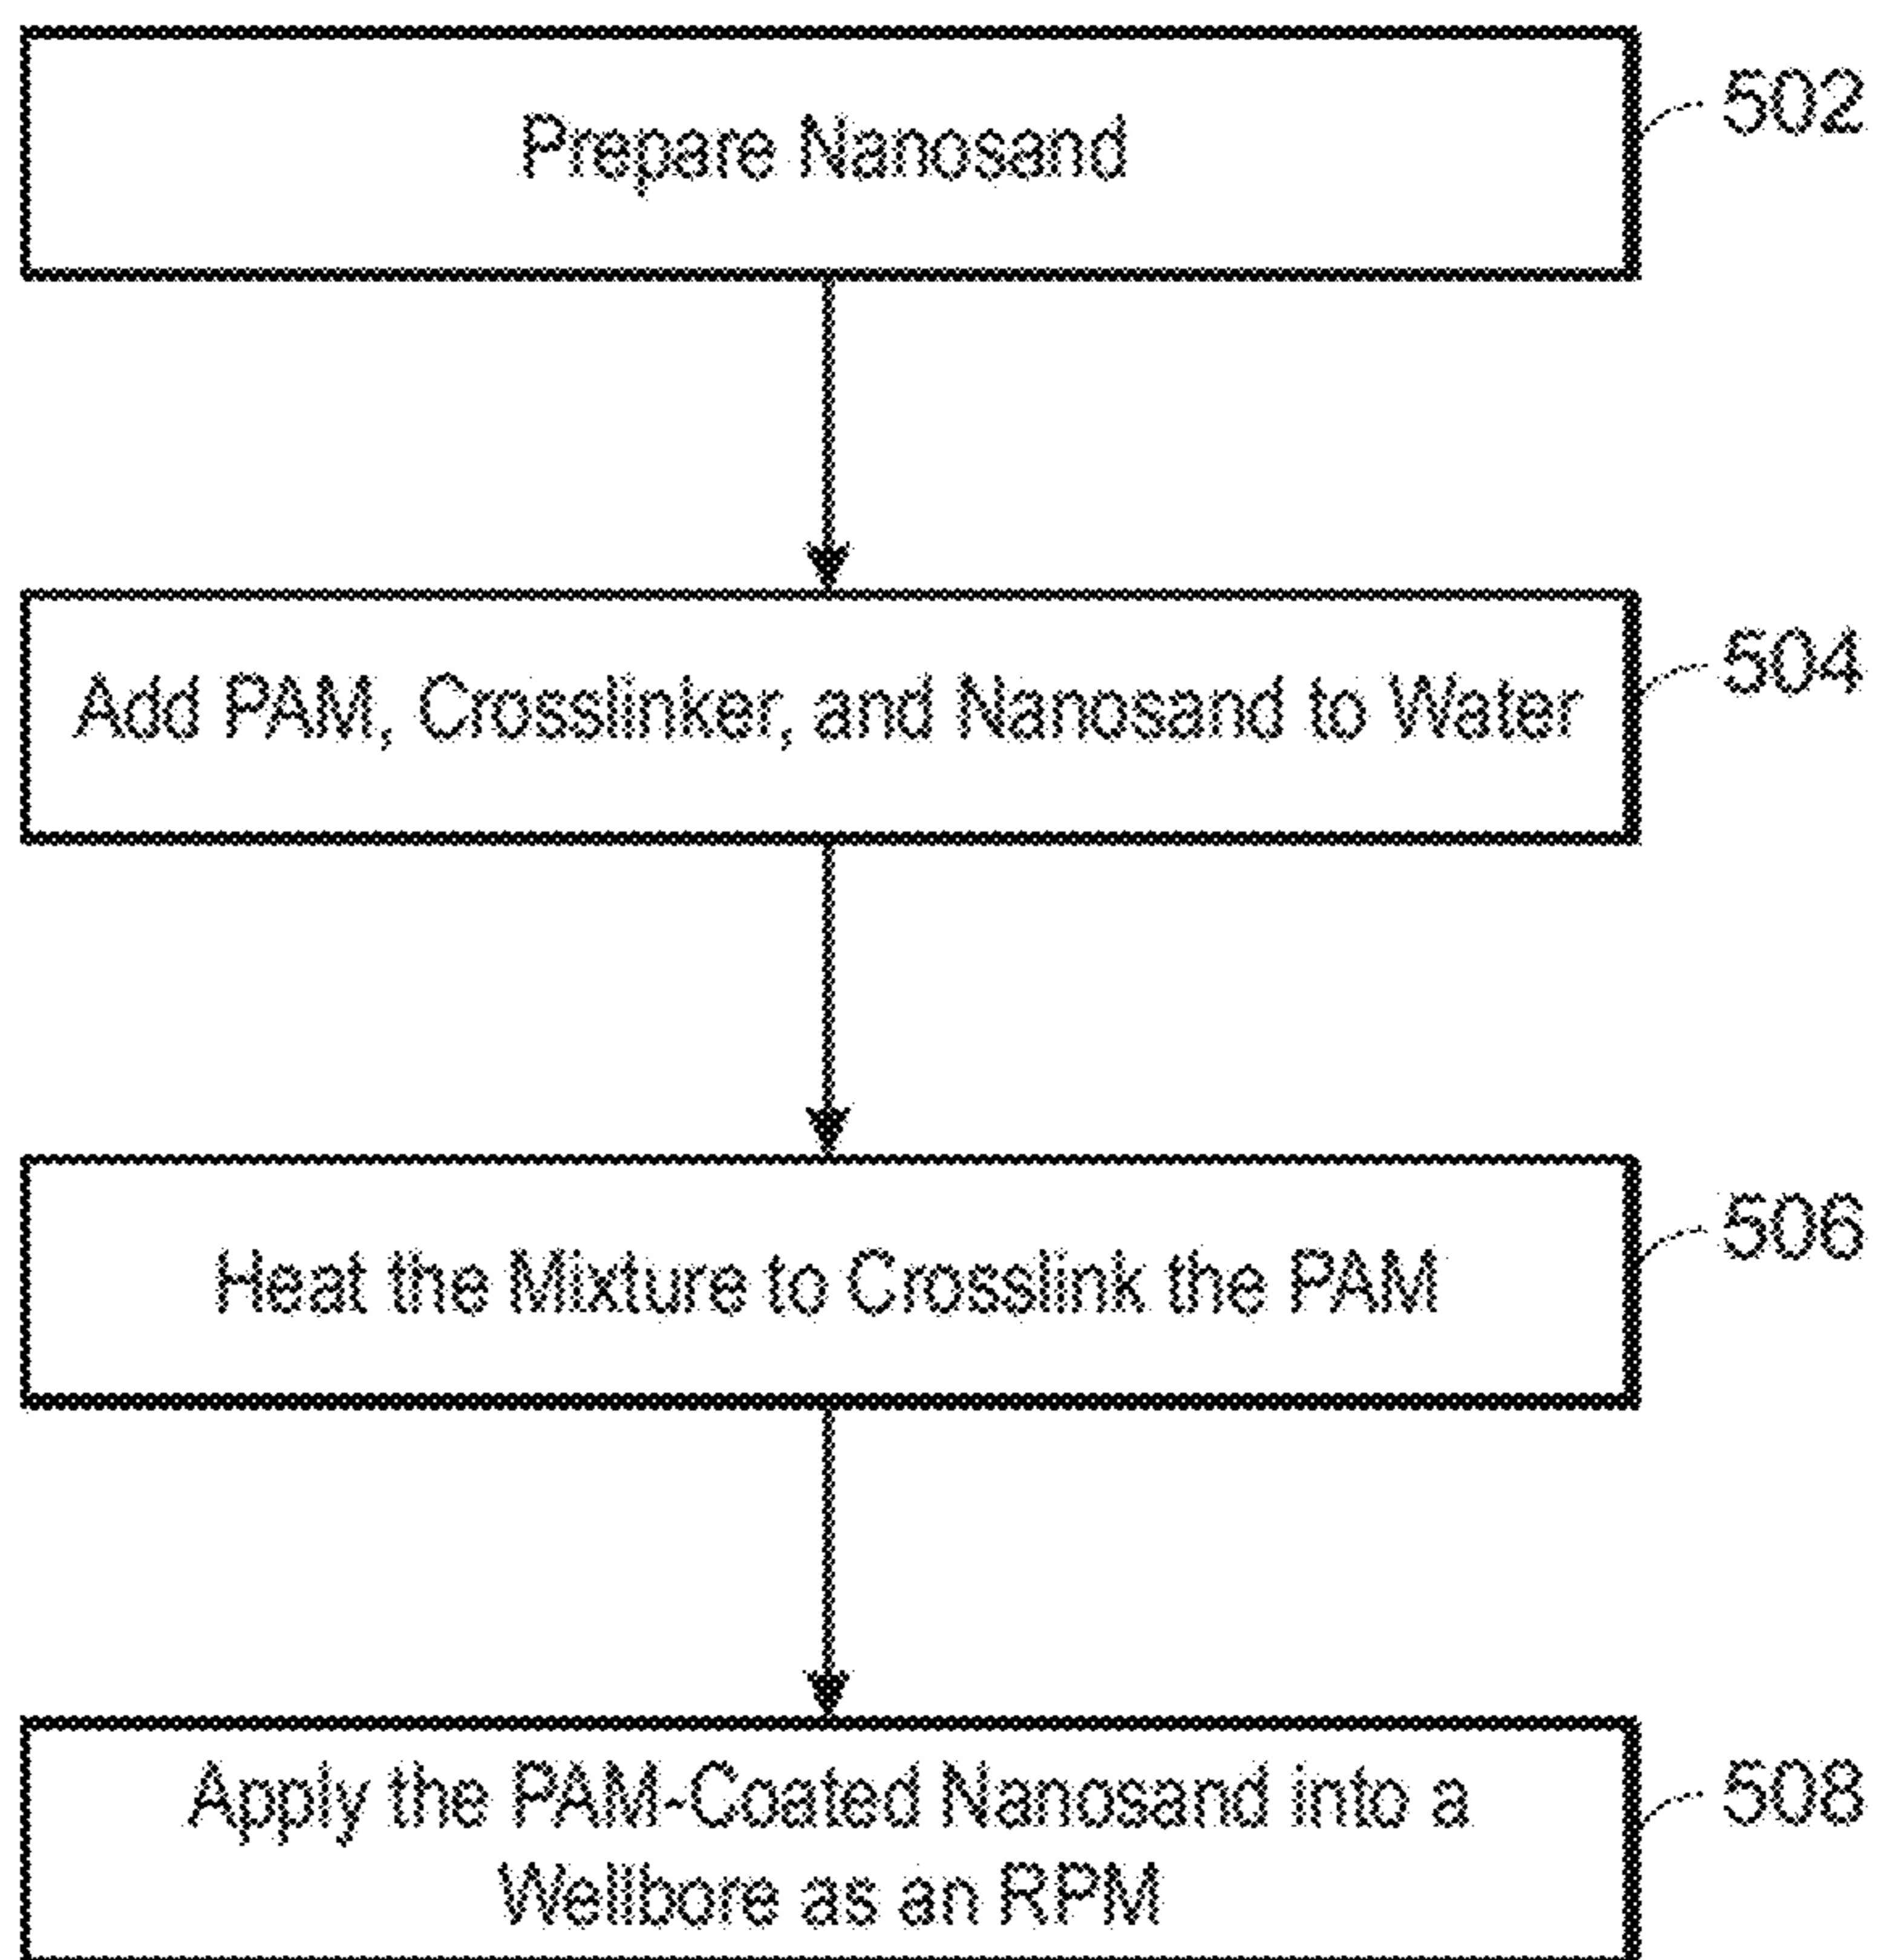 Prepare Nanosand
502
Add PAM, Crosslinker, and Nanosand to Water
504
Heat the Mixture to Crosslink the PAM
506
Apply the PAM-Coated Nanosand into a
Wellbore as an RPM
508